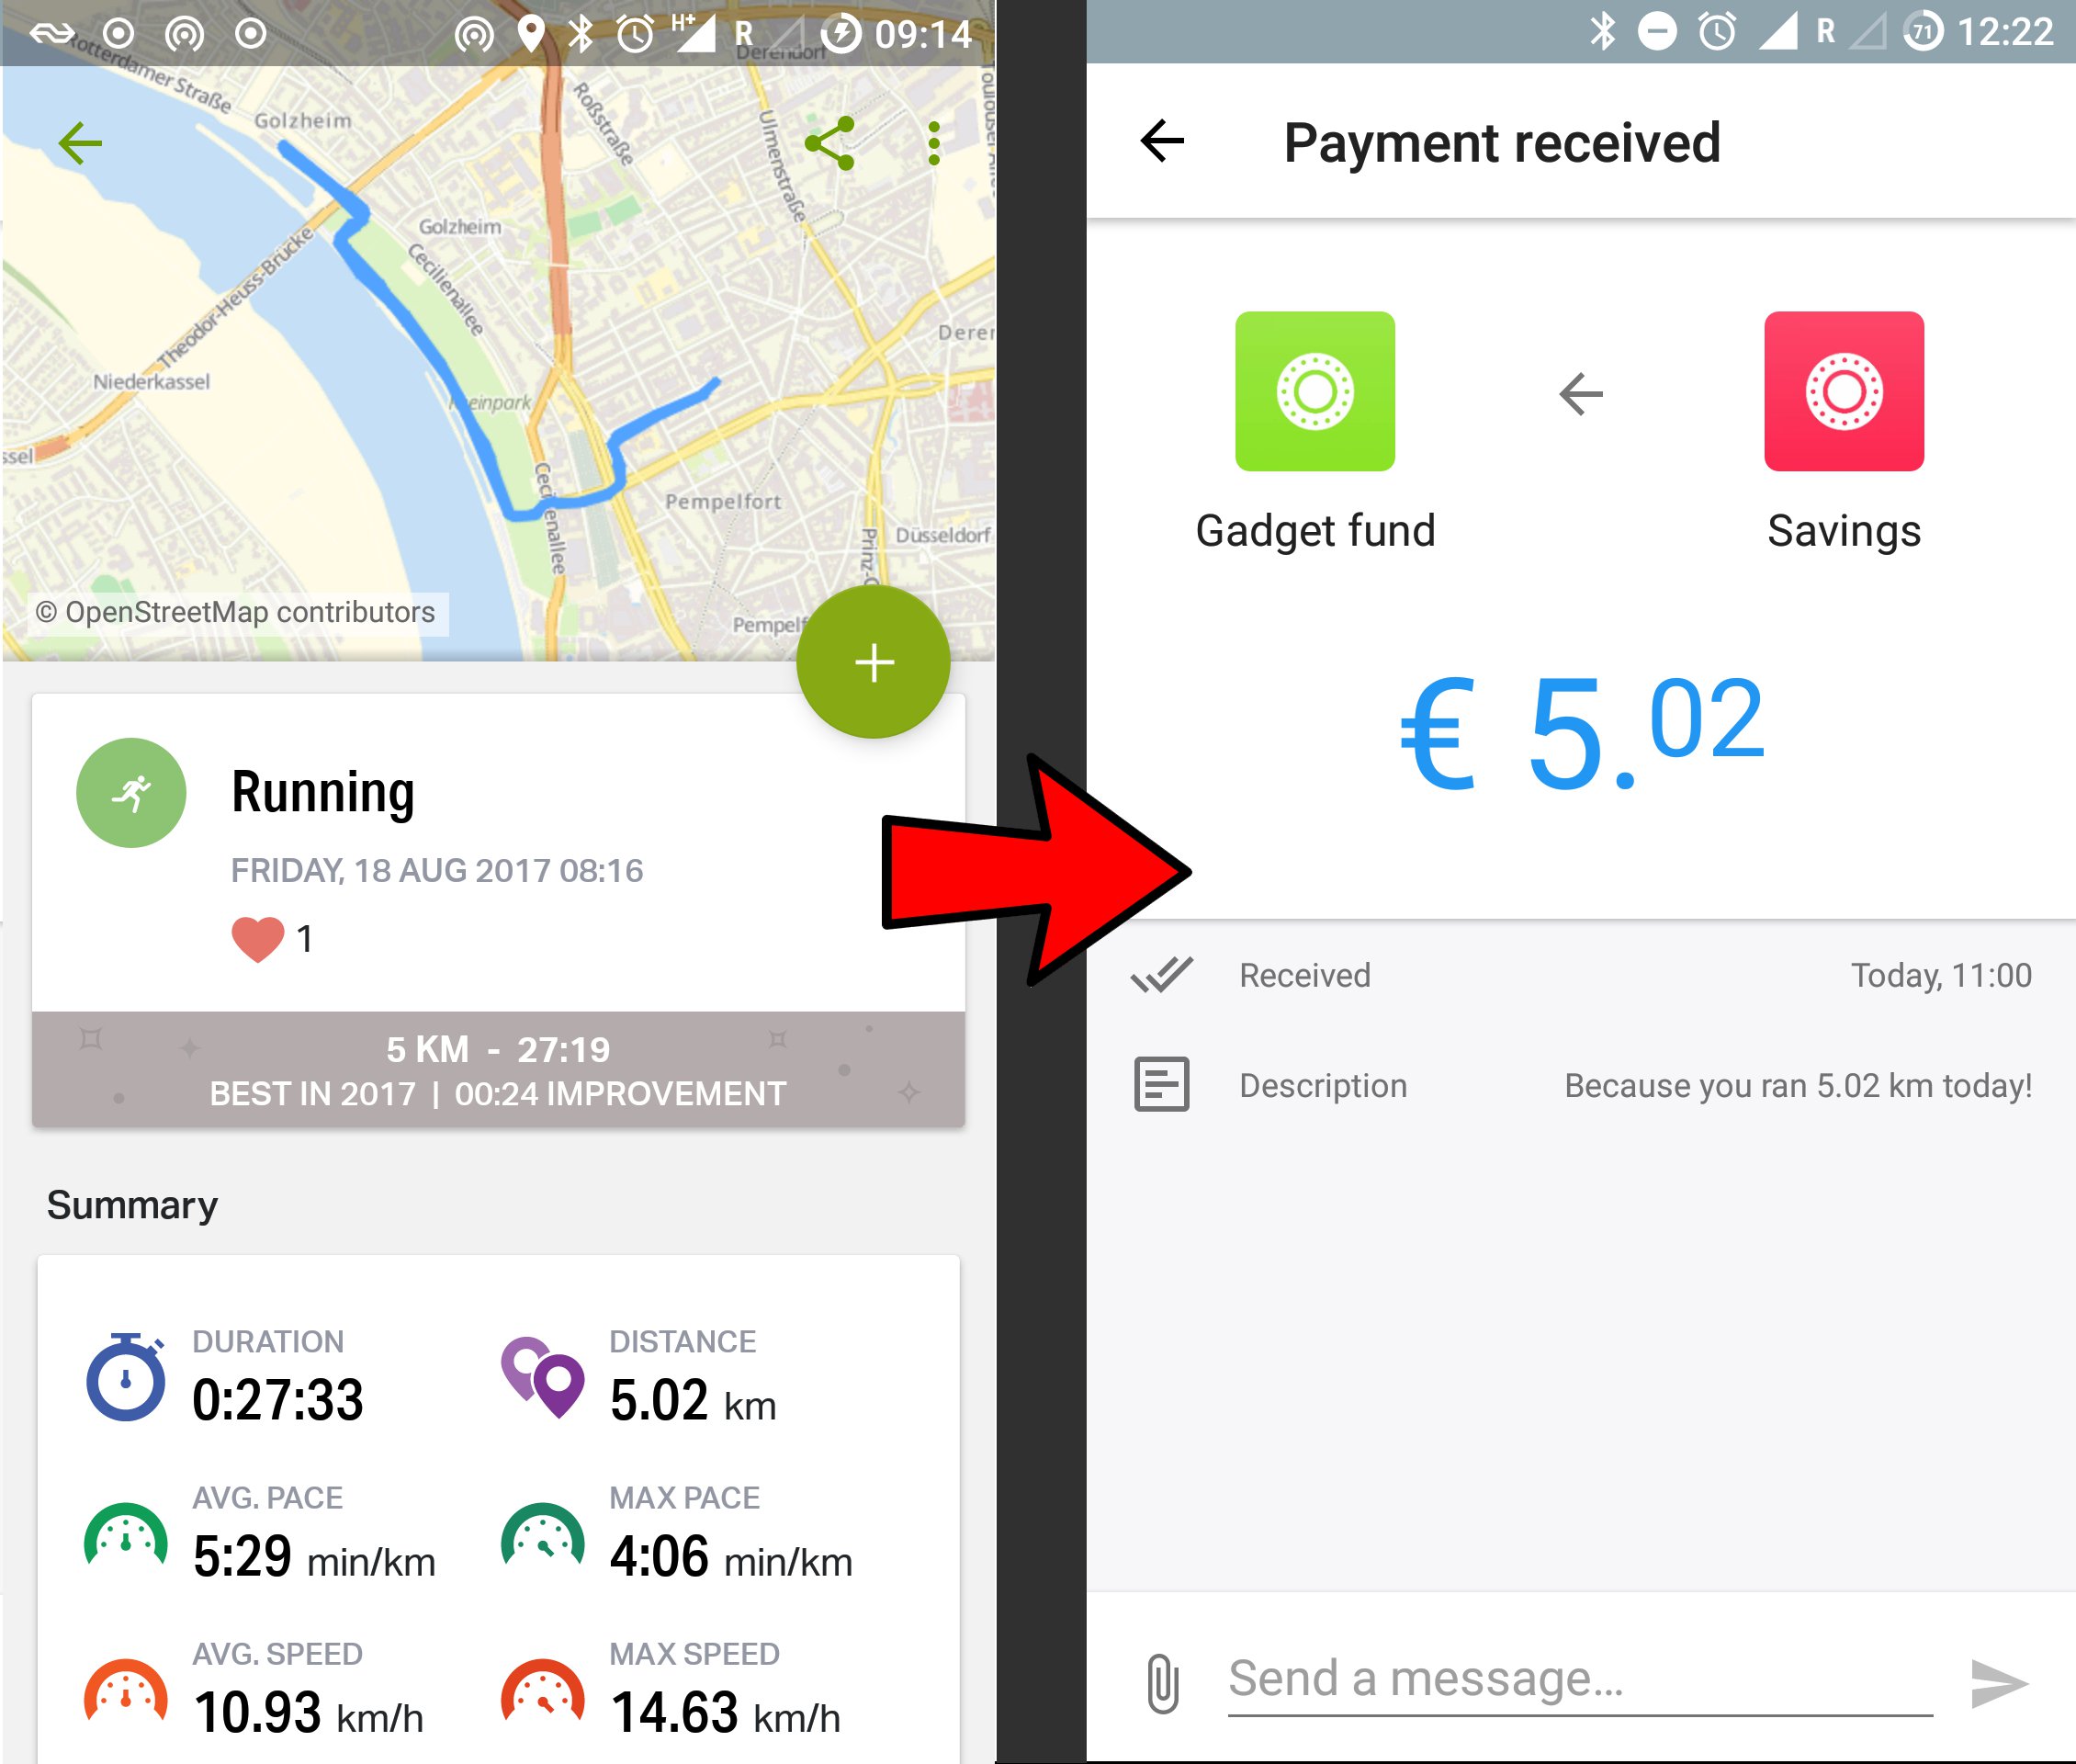 H+ R 09:14
Derendorf
Rotterdamer Straße
Golzheim
Roßstraße
Ulmenstraße
Golzheim
Cecilienallee
Theodor-Heuss-Brücke
Niederkassel
Rheinpark
ssel
Derer
Cecilienallee
Pempelfort
Düsseldorf
Prinz-G
Pempelf
© OpenStreetMap contributors
Running
FRIDAY, 18 AUG 2017 08:16
1
5 KM - 27:19
BEST IN 2017 | 00:24 IMPROVEMENT
Summary
DURATION
0:27:33
DISTANCE
5.02 km
AVG. PACE
5:29 min/km
MAX PACE
4:06 min/km
AVG. SPEED
10.93 km/h
MAX SPEED
14.63 km/h
R 71 12:22
Payment received
Gadget fund
Savings
€ 5.02
Received
Today, 11:00
Description
Because you ran 5.02 km today!
Send a message…